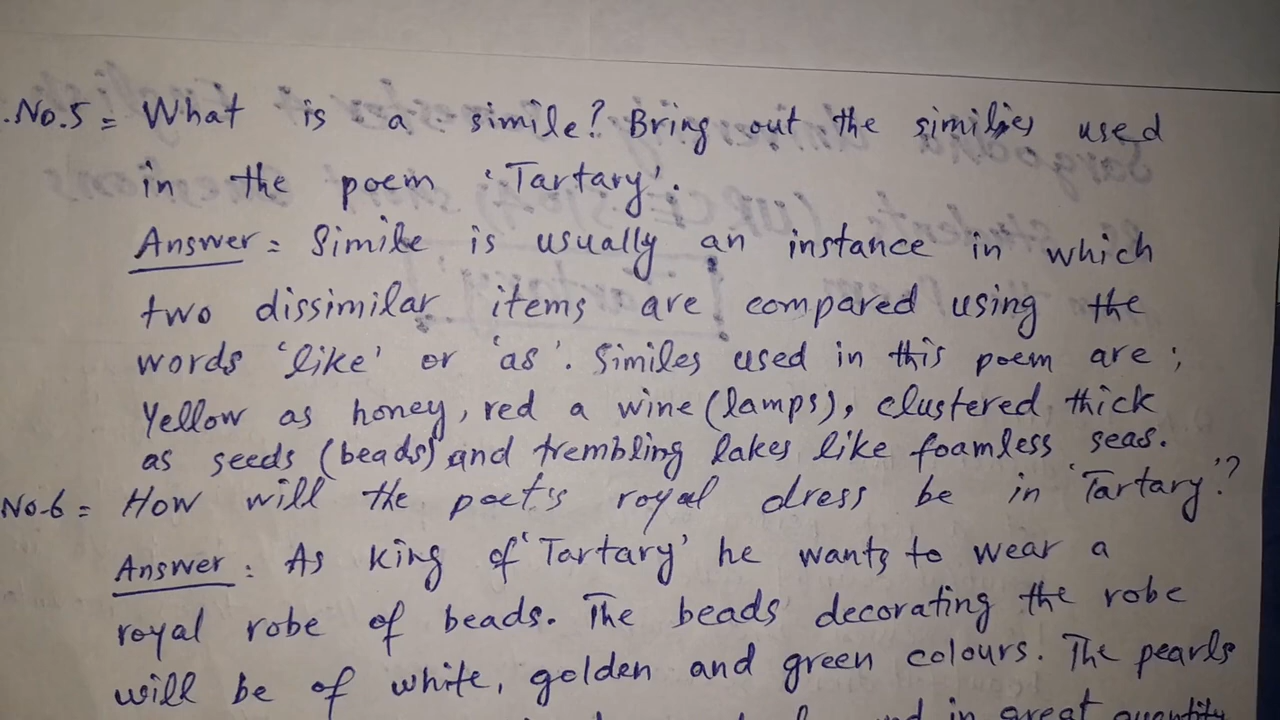 .No.5 = What is a simile? Bring out the similies used
in the poem 'Tartary'.
Answer = Simile is usually an instance in which
two dissimilar items are compared using the
words 'like' or 'as'. Similes used in this poem are ;
Yellow as honey, red a wine (lamps), clustered thick
as seeds (beads) and trembling lakes like foamless seas.
No.6 = How will the poet's royal dress be in 'Tartary'?
Answer : As king of 'Tartary' he wants to wear a
royal robe of beads. The beads decorating the robe
will be of white, golden and green colours. The pearls
in great quantity